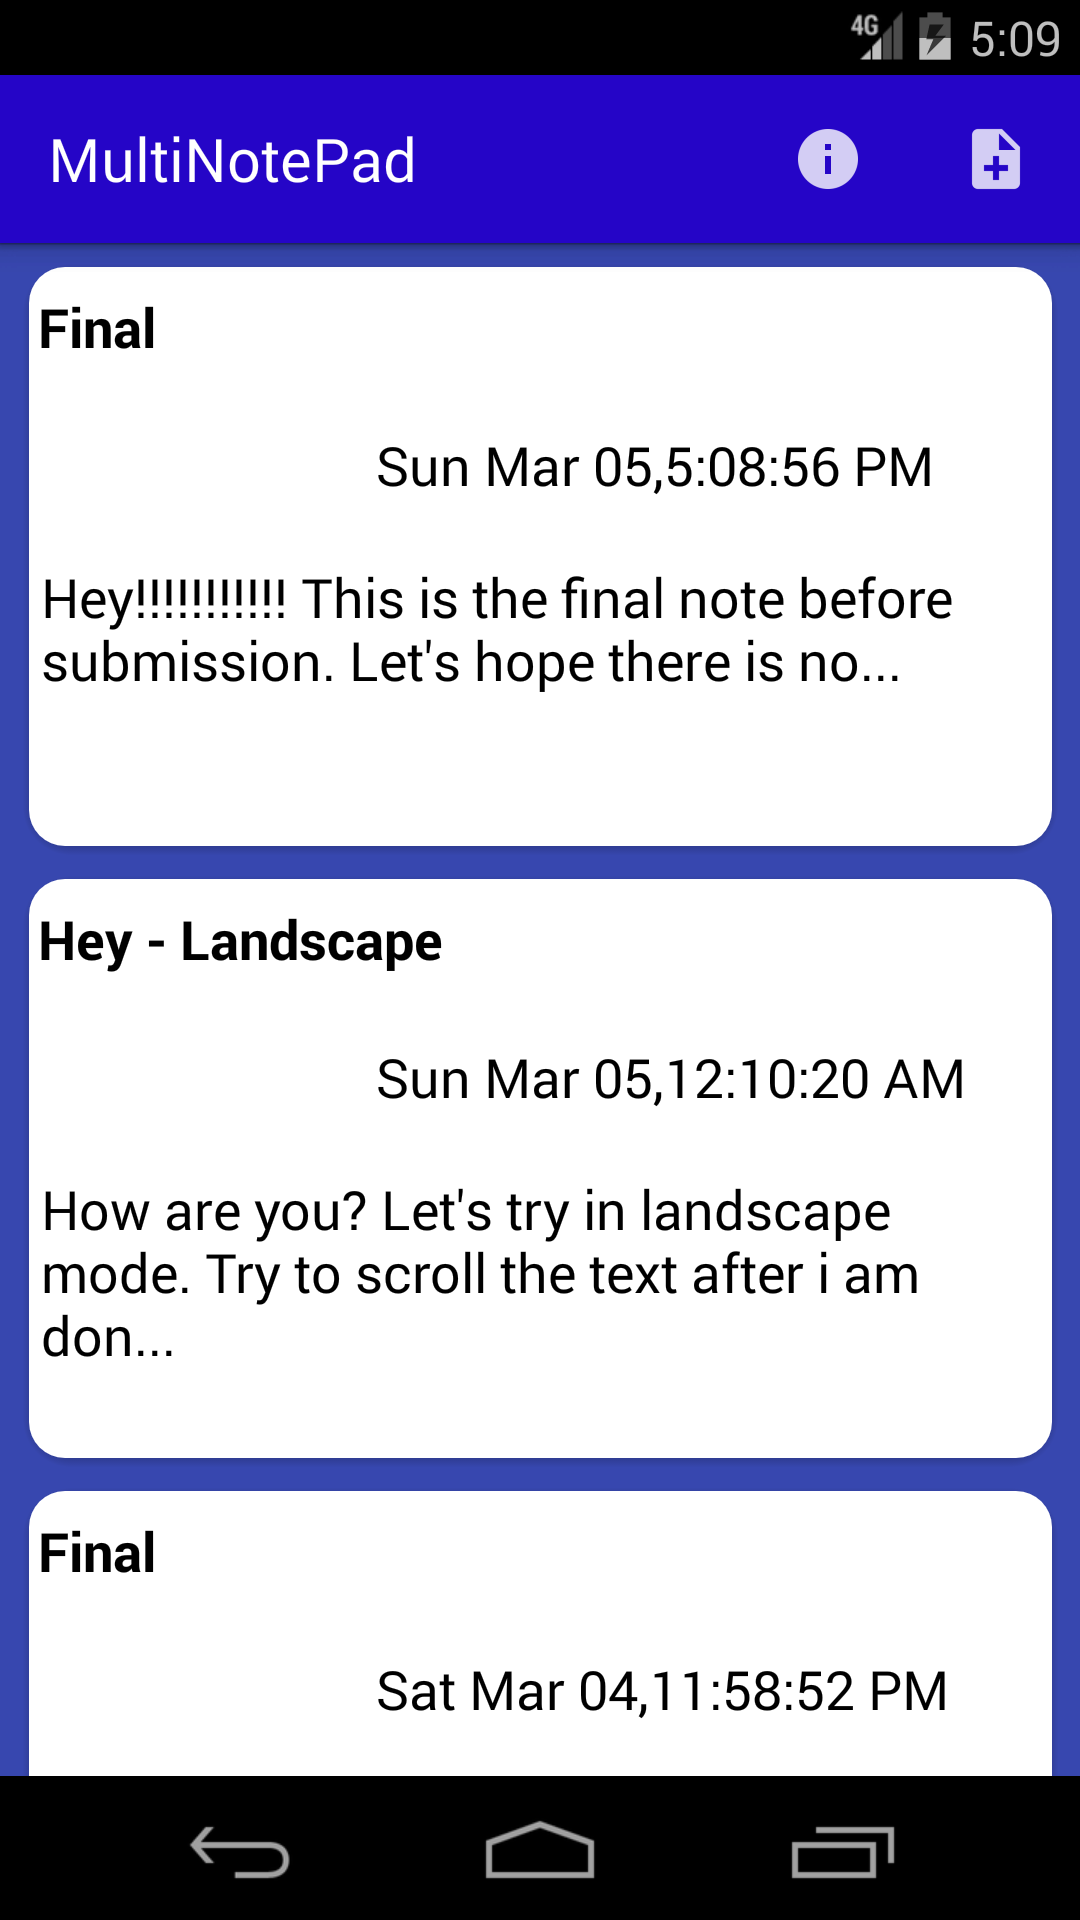 4G 5:09
MultiNotePad
Final
Sun Mar 05,5:08:56 PM
Hey!!!!!!!!!!! This is the final note before
submission. Let's hope there is no...
Hey - Landscape
Sun Mar 05,12:10:20 AM
How are you? Let's try in landscape
mode. Try to scroll the text after i am
don...
Final
Sat Mar 04,11:58:52 PM